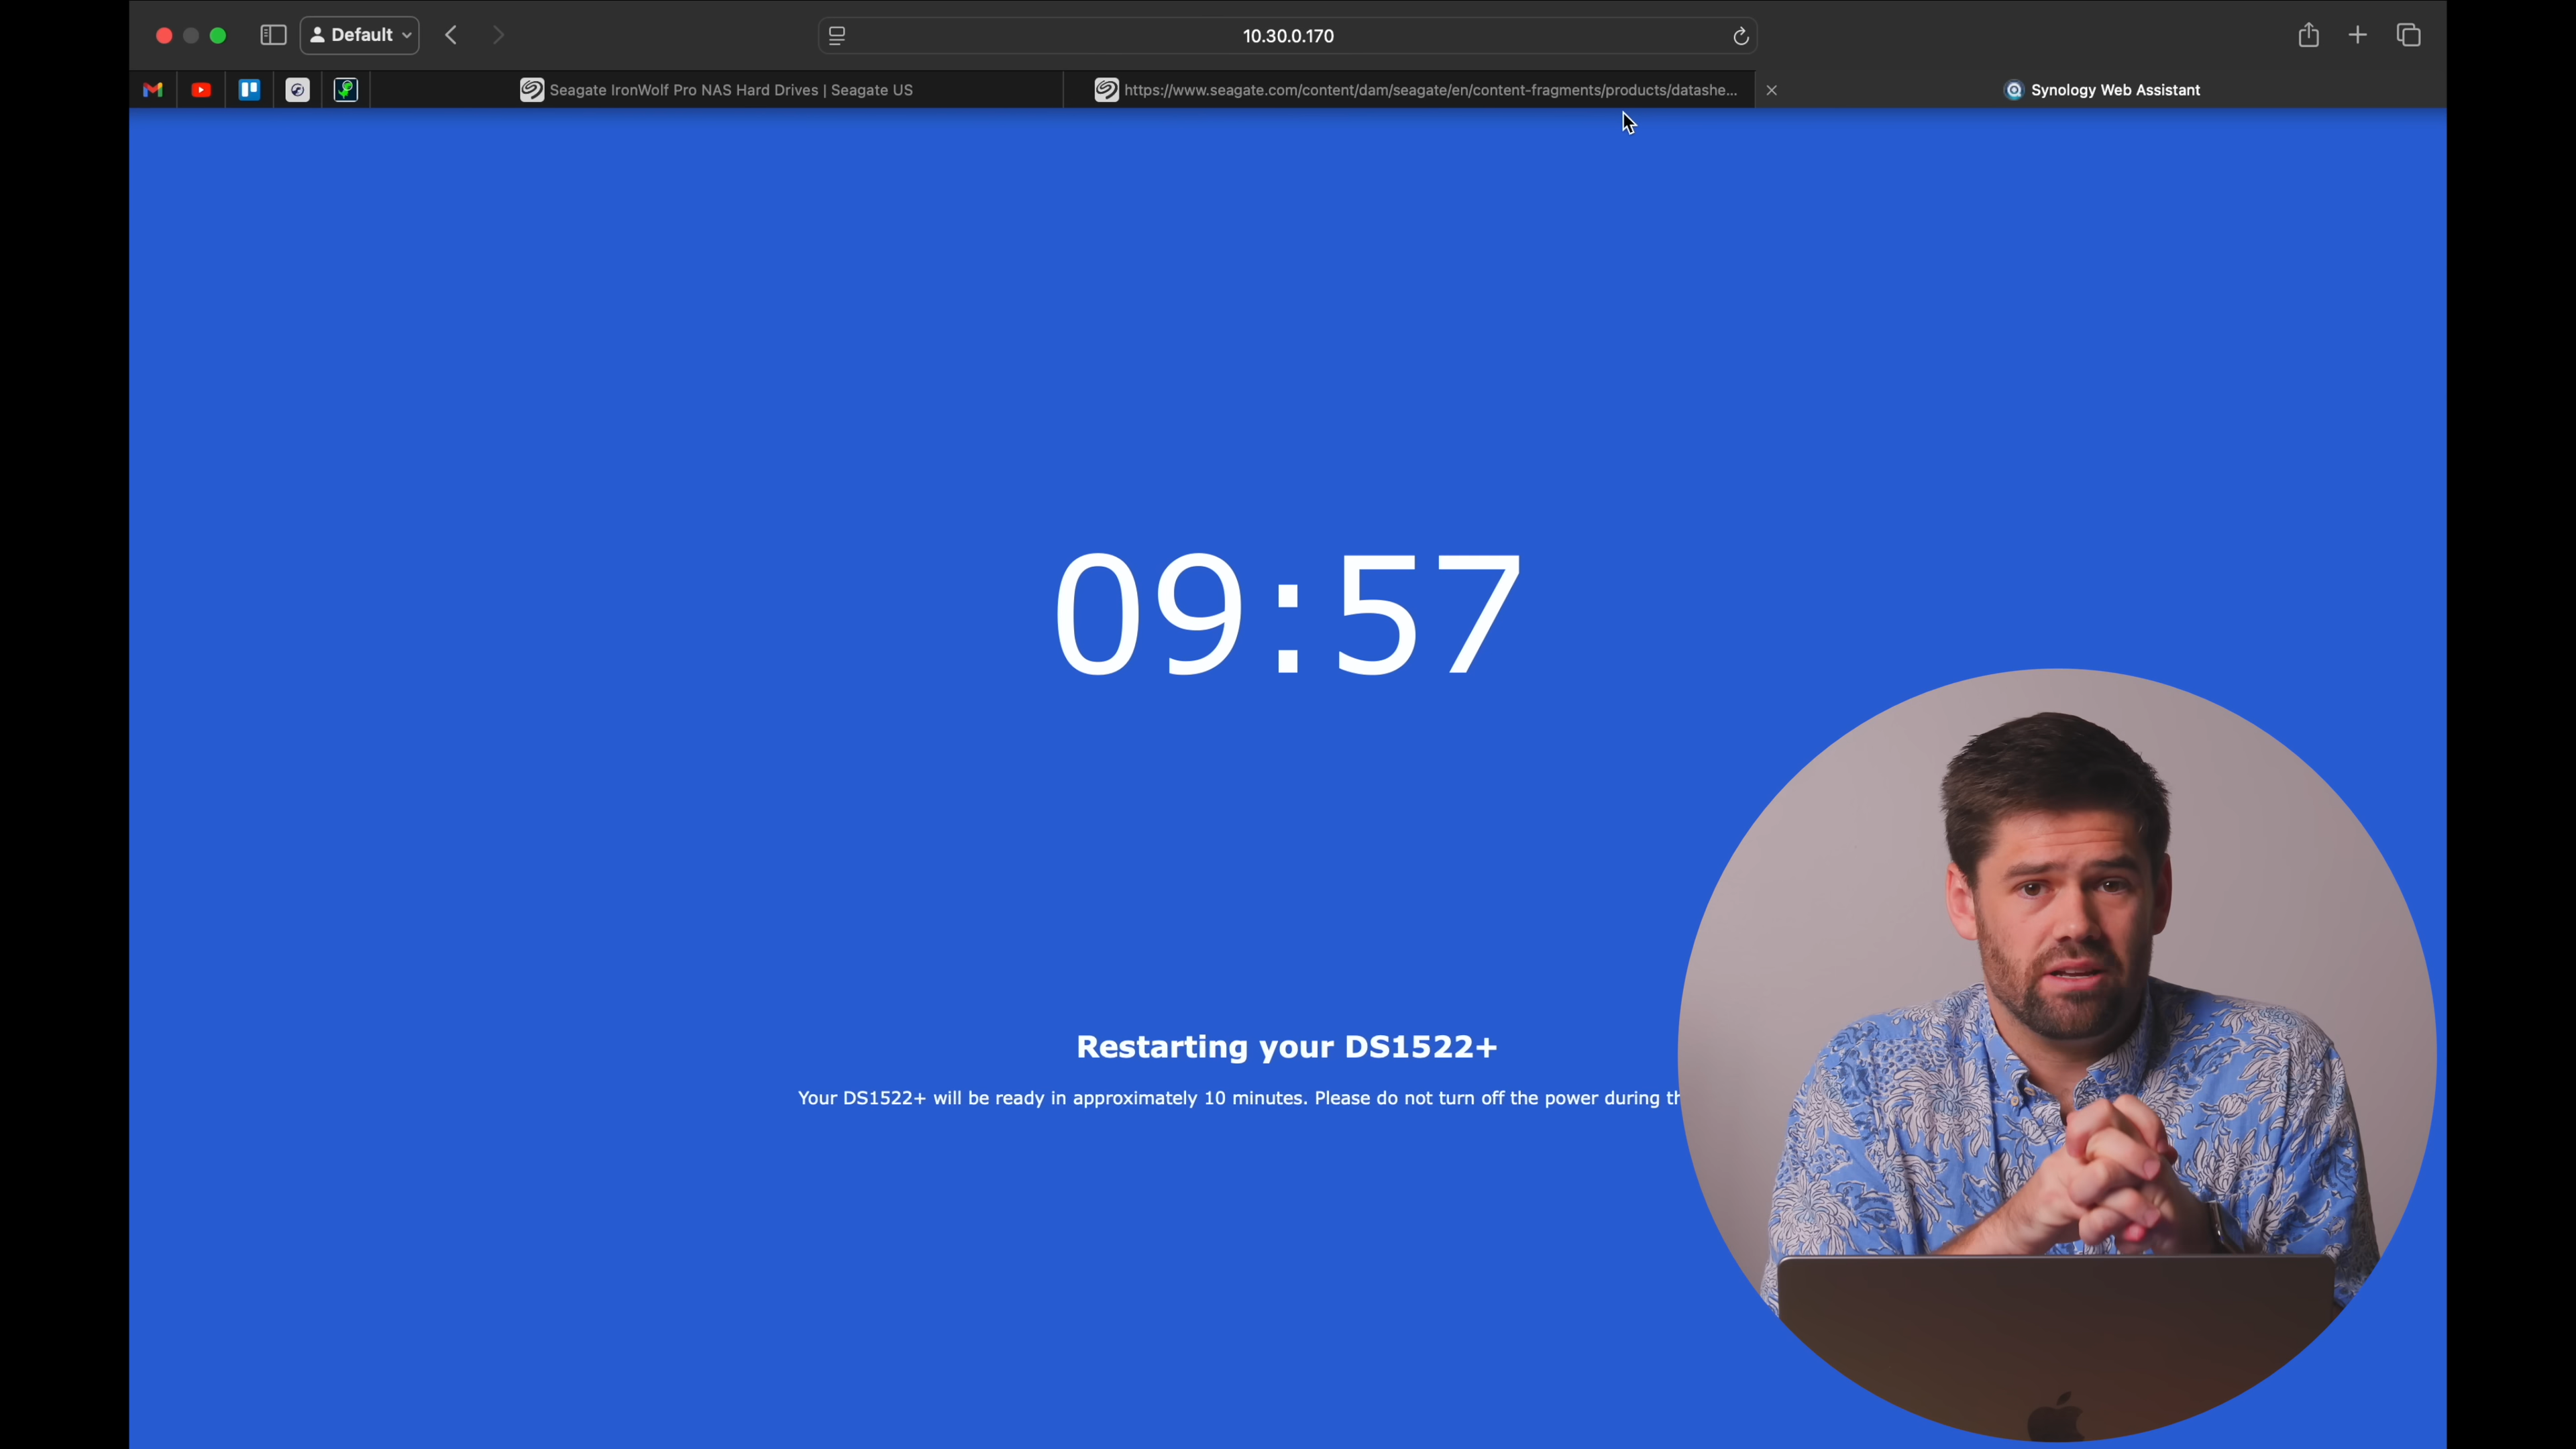 Default
10.30.0.170
Seagate IronWolf Pro NAS Hard Drives | Seagate US
https://www.seagate.com/content/dam/seagate/en/content-fragments/products/datashe...
Synology Web Assistant
09:57
Restarting your DS1522+
Your DS1522+ will be ready in approximately 10 minutes. Please do not turn off the power during